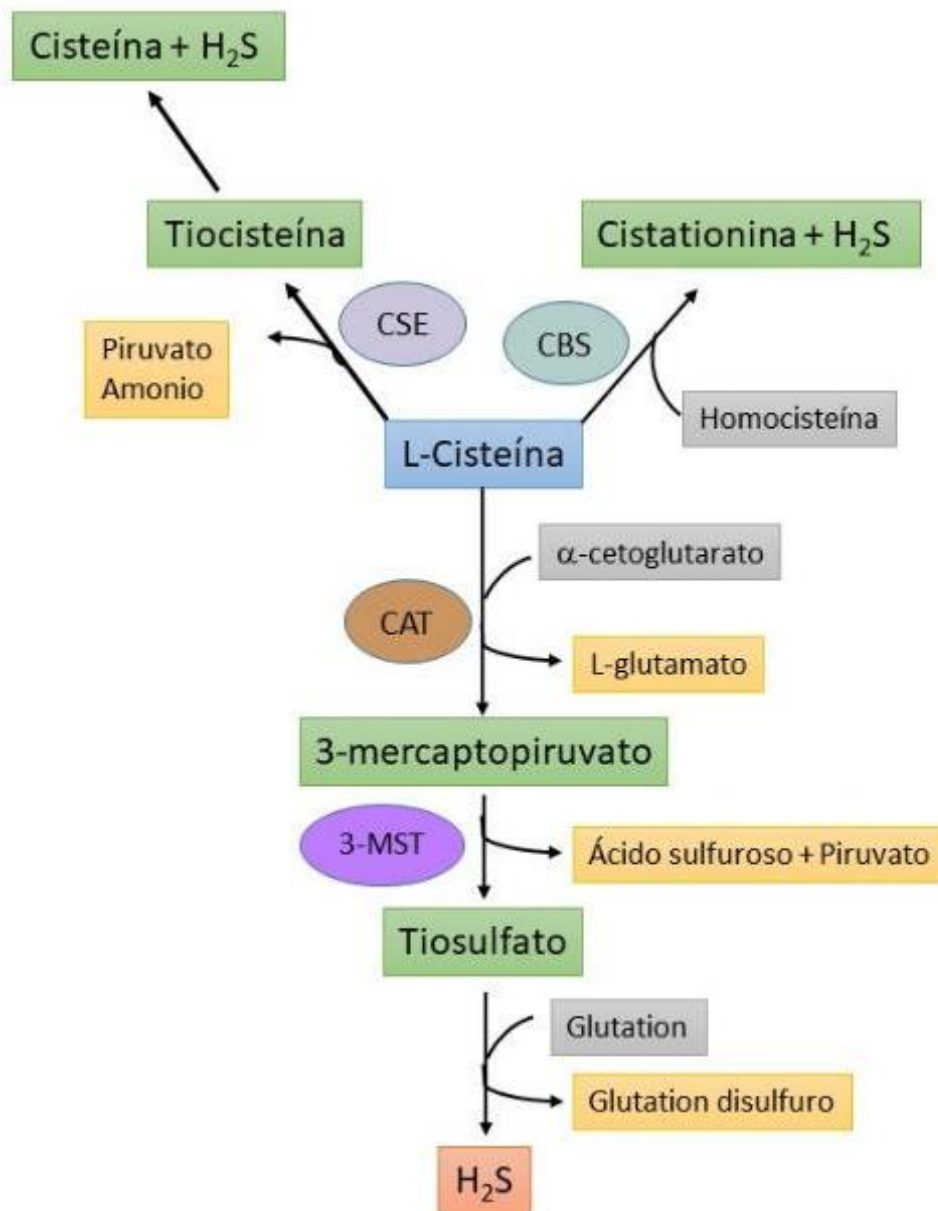 Cisteína + H₂S
Tiocisteína
Cistationina + H₂S
CSE
CBS
Piruvato
Amonio
Homocisteína
L-Cisteína
α-cetoglutarato
CAT
L-glutamato
3-mercaptopiruvato
3-MST
Ácido sulfuroso + Piruvato
Tiosulfato
Glutation
Glutation disulfuro
H₂S